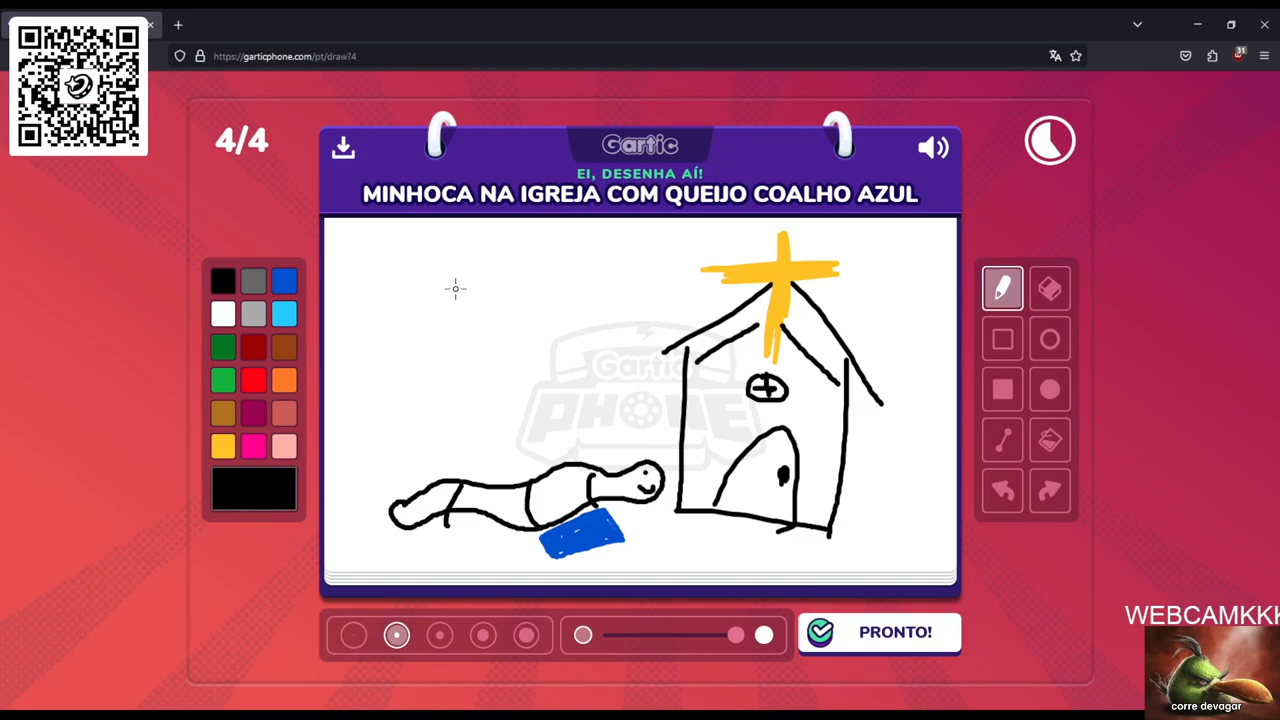 https://garticphone.com/pt/draw?4
31
4/4
Gartic
EI, DESENHA AÍ!
MINHOCA NA IGREJA COM QUEIJO COALHO AZUL
Gartic
PHONE
PRONTO!
WEBCAMKKK
corre devagar